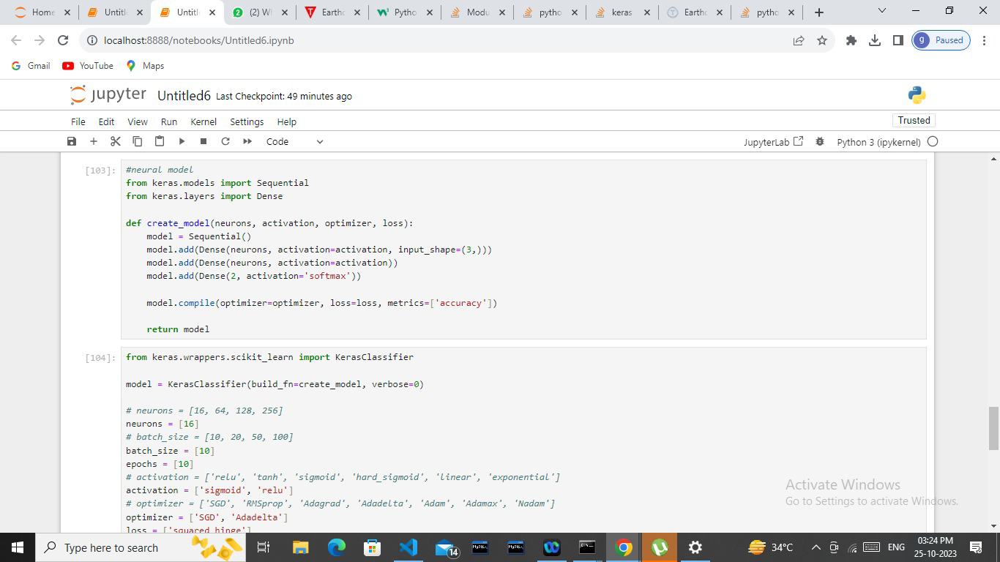 Home
Untitl
Untitl
(2) W
Earthc
Pytho
Modu
pytho
keras
Earthc
pytho
localhost:8888/notebooks/Untitled6.ipynb
g Paused
Gmail YouTube Maps
jupyter Untitled6 Last Checkpoint: 49 minutes ago
File Edit View Run Kernel Settings Help
Trusted
Code
JupyterLab
Python 3 (ipykernel)
[103]:
#neural model
from keras.models import Sequential
from keras.layers import Dense
def create_model(neurons, activation, optimizer, loss):
    model = Sequential()
    model.add(Dense(neurons, activation=activation, input_shape=(3,)))
    model.add(Dense(neurons, activation=activation))
    model.add(Dense(2, activation='softmax'))
    model.compile(optimizer=optimizer, loss=loss, metrics=['accuracy'])
    return model
[104]:
from keras.wrappers.scikit_learn import KerasClassifier
model = KerasClassifier(build_fn=create_model, verbose=0)
# neurons = [16, 64, 128, 256]
neurons = [16]
# batch_size = [10, 20, 50, 100]
batch_size = [10]
epochs = [10]
# activation = ['relu', 'tanh', 'sigmoid', 'hard_sigmoid', 'linear', 'exponential']
activation = ['sigmoid', 'relu']
# optimizer = ['SGD', 'RMSprop', 'Adagrad', 'Adadelta', 'Adam', 'Adamax', 'Nadam']
optimizer = ['SGD', 'Adadelta']
loss = ['squared_hinge']
Activate Windows
Go to Settings to activate Windows.
Type here to search
14
34°C
ENG
03:24 PM
25-10-2023